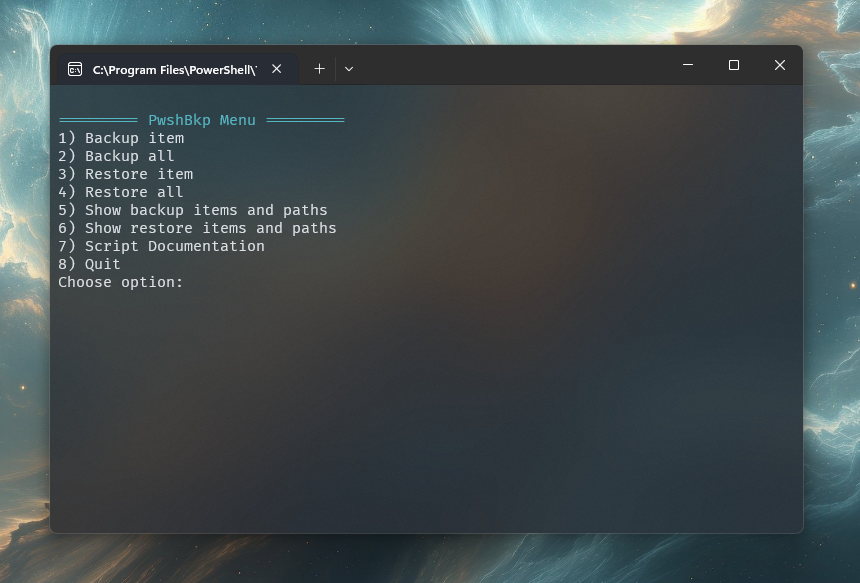 C:\Program Files\PowerShell\
══════════ PwshBkp Menu ══════════
1) Backup item
2) Backup all
3) Restore item
4) Restore all
5) Show backup items and paths
6) Show restore items and paths
7) Script Documentation
8) Quit
Choose option: